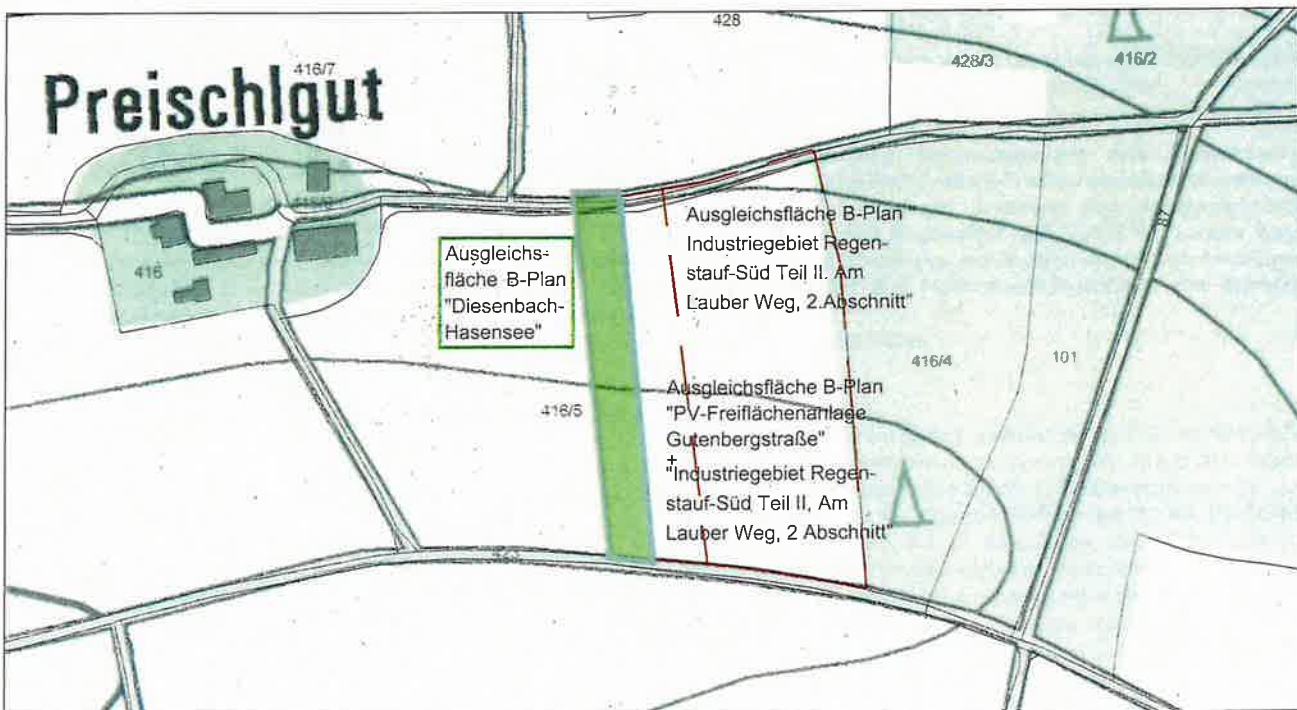 428
428/3
416/2
416/7
Preischlgut
416
Ausgleichs-
fläche B-Plan
"Diesenbach-
Hasensee"
Ausgleichsfläche B-Plan "
Industriegebiet Regen-
stauf-Süd Teil II. Am
Lauber Weg, 2.Abschnitt"
416/4
101
416/5
Ausgleichsfläche B-Plan
"PV-Freiflächenanlage
Gutenbergstraße"
+
"Industriegebiet Regen-
stauf-Süd Teil II, Am
Lauber Weg, 2 Abschnitt"
423